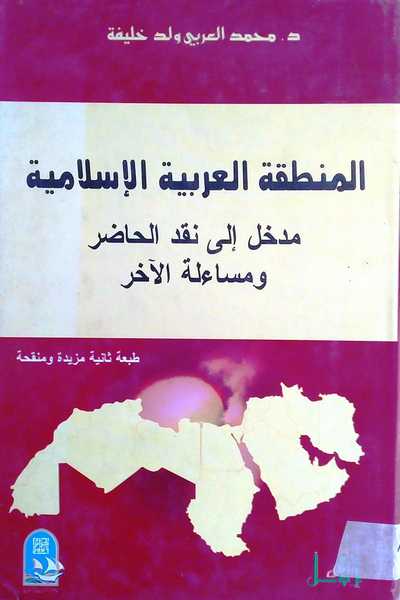 د. محمد العربي ولد خليفة
المنطقة العربية الإسلامية
مدخل إلى نقد الحاضر
ومساءلة الآخر
طبعة ثانية مزيدة ومنقحة